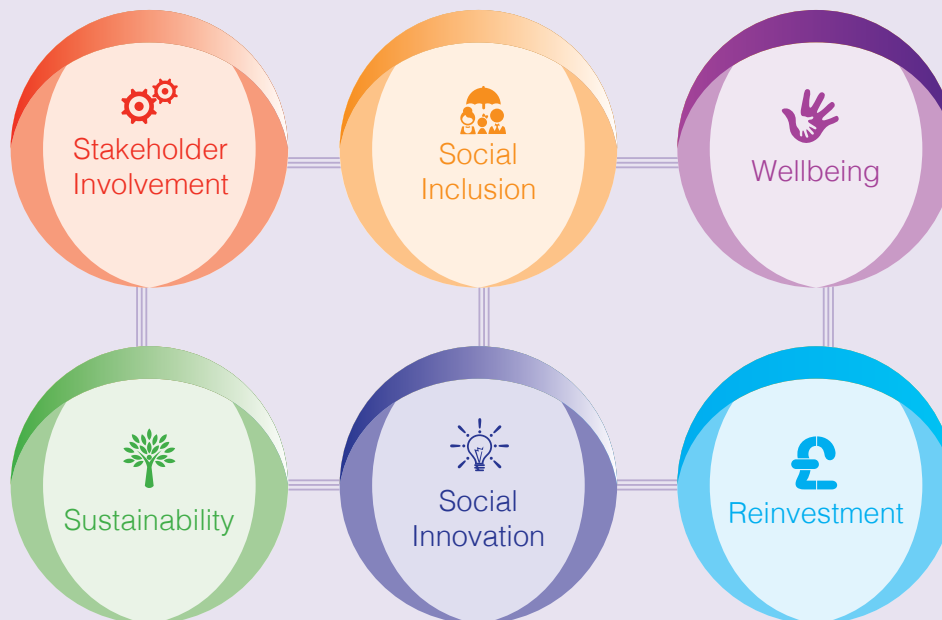 Stakeholder
Involvement
Social
Inclusion
Wellbeing
Sustainability
Social
Innovation
Reinvestment